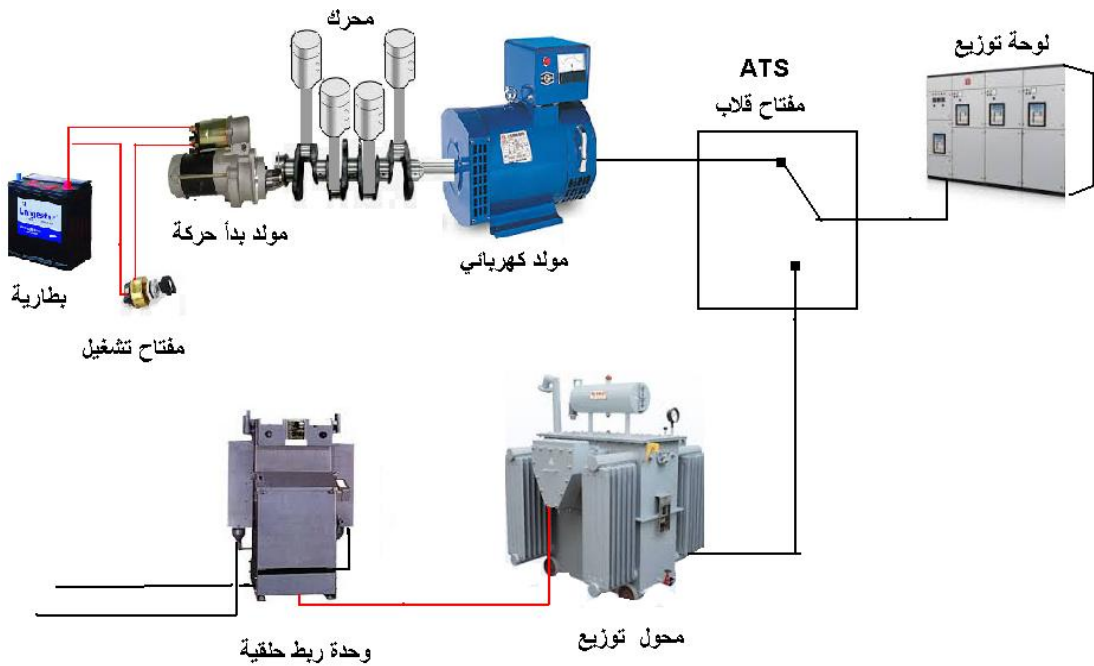 محرك
لوحة توزيع
ATS
مفتاح قلاب
مولد بدأ حركة
مولد كهربائي
بطارية
مفتاح تشغيل
وحدة ربط حلقية
محول توزيع